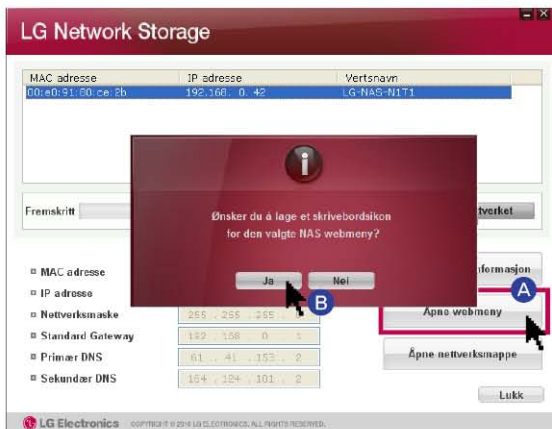 LG Network Storage
MAC adresse IP adresse Vertsnavn
00:e0:91:80:ce:2b 192.168. 0. 42 LG-NAS-N1T1
Ønsker du å lage et skrivebordsikon
for den valgte NAS webmeny?
Ja Nei
B
Fremskritt
MAC adresse
A
IP adresse
Nettverksmaske 255 . 255 . 255 .
Åpne webmeny
Standard Gateway 192 . 168 . 0 . 1
Primær DNS 61 . 41 . 153 . 2
Åpne nettverksmappe
Sekundær DNS 164 . 124 . 101 . 2
Lukk
LG Electronics COPYRIGHT © 2010 LG ELECTRONICS. ALL RIGHTS RESERVED.